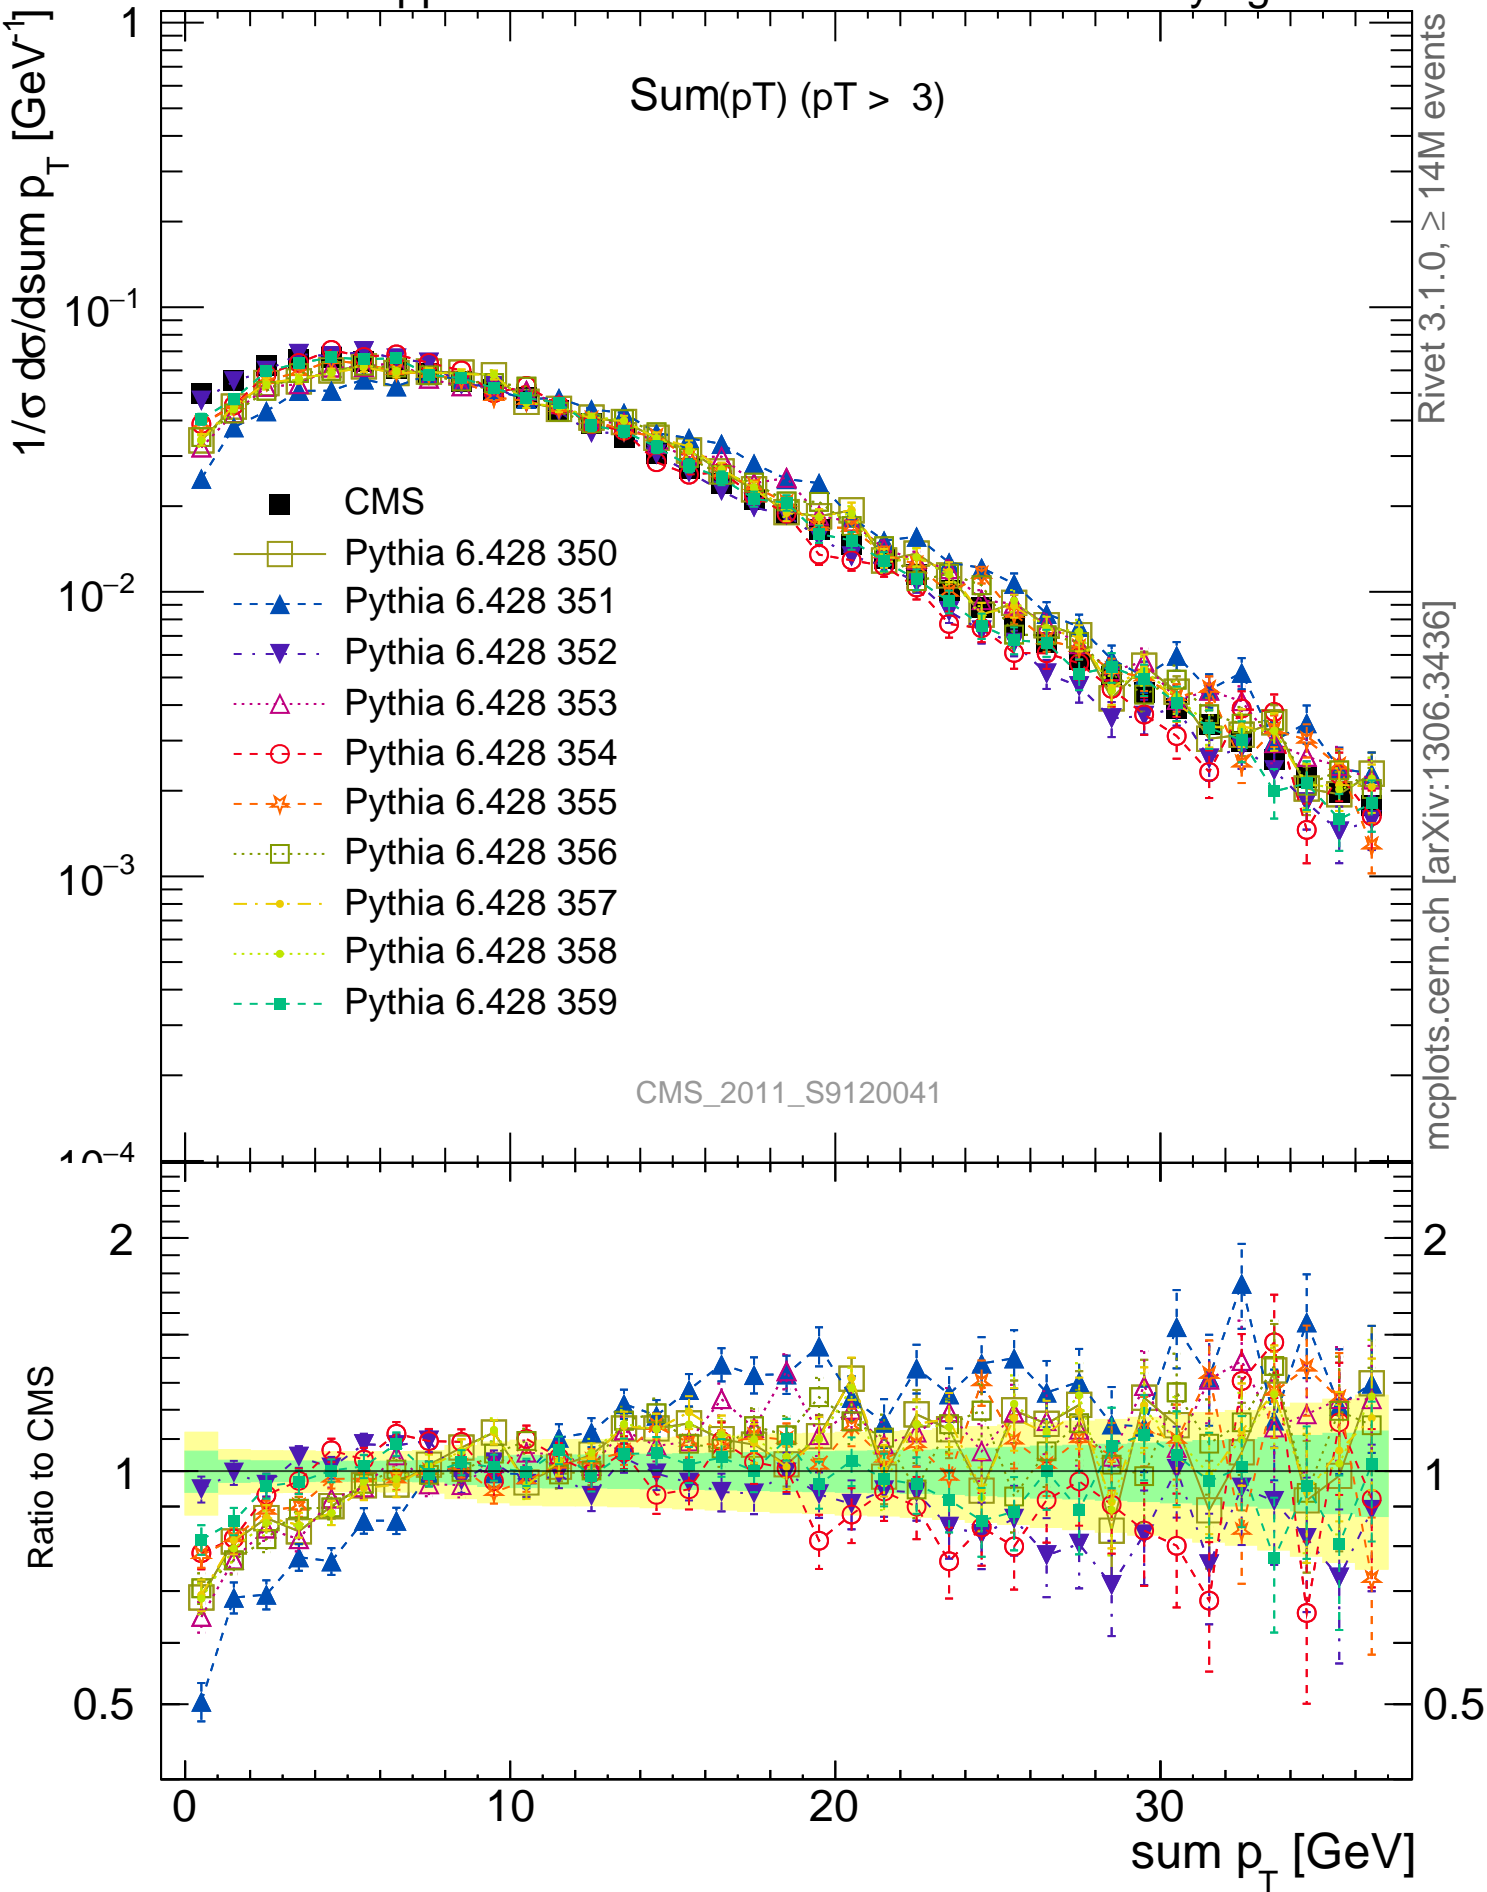 1/σ dσ/dsum p_T [GeV⁻¹]
Sum(pT) (pT > 3)
1
10⁻¹
10⁻²
10⁻³
10⁻⁴
CMS
Pythia 6.428 350
Pythia 6.428 351
Pythia 6.428 352
Pythia 6.428 353
Pythia 6.428 354
Pythia 6.428 355
Pythia 6.428 356
Pythia 6.428 357
Pythia 6.428 358
Pythia 6.428 359
CMS_2011_S9120041
Rivet 3.1.0, ≥ 14M events
mcplots.cern.ch [arXiv:1306.3436]
Ratio to CMS
2
1
0.5
2
1
0.5
0
10
20
30
sum p_T [GeV]